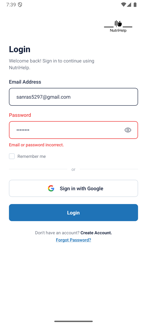 7:39
NutriHelp
Login
Welcome back! Sign in to continue using
NutriHelp.
Email Address
samras5297@gmail.com
Password
••••••••
Email or password incorrect.
Remember me
or
Sign in with Google
Login
Don't have an account? Create Account.
Forgot Password?